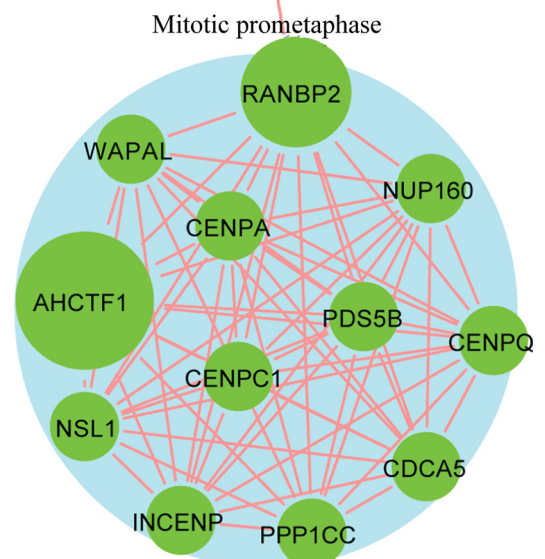 Mitotic prometaphase
RANBP2
WAPAL
NUP160
CENPA
AHCTF1
PDS5B
CENPQ
CENPC1
NSL1
CDCA5
INCENP
PPP1CC